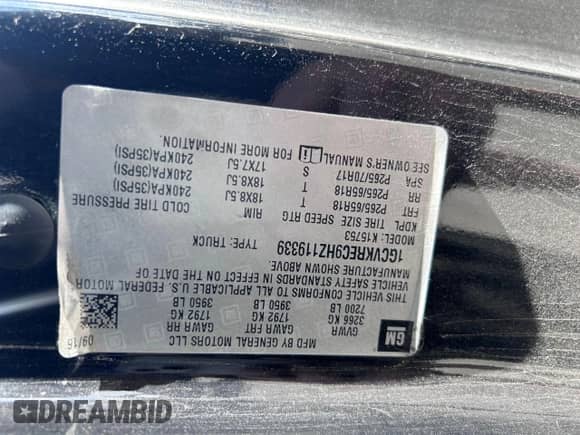 GM
MFD BY GENERAL MOTORS LLC
09/16
GVWR GAWR FRT GAWR RR
3266 KG 1792 KG 1792 KG
7200 LB 3950 LB 3950 LB
THIS VEHICLE CONFORMS TO ALL APPLICABLE U.S. FEDERAL MOTOR
VEHICLE SAFETY STANDARDS IN EFFECT ON THE DATE OF
MANUFACTURE SHOWN ABOVE.
1GCVKREC3HZ119339 TYPE: TRUCK
MODEL: K15753
KDPL TIRE SIZE SPEED RTG RIM COLD TIRE PRESSURE
FRT P265/65R18 T 18X8.5J 240KPA(35PSI)
RR P265/65R18 T 18X8.5J 240KPA(35PSI)
SPA P265/70R17 S 17X7.5J 240KPA(35PSI)
SEE OWNER'S MANUAL FOR MORE INFORMATION.
DREAMBID